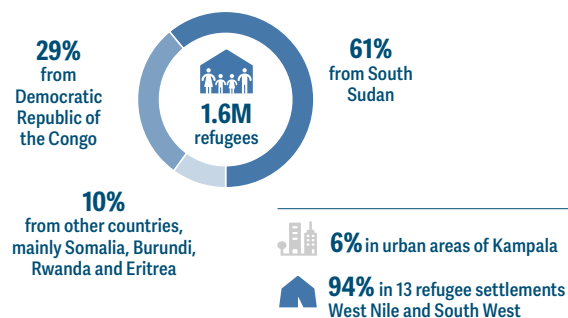 29%
from
Democratic
Republic of
the Congo
1.6M
refugees
61%
from South
Sudan
10%
from other countries,
mainly Somalia, Burundi,
Rwanda and Eritrea
6% in urban areas of Kampala
94% in 13 refugee settlements
West Nile and South West